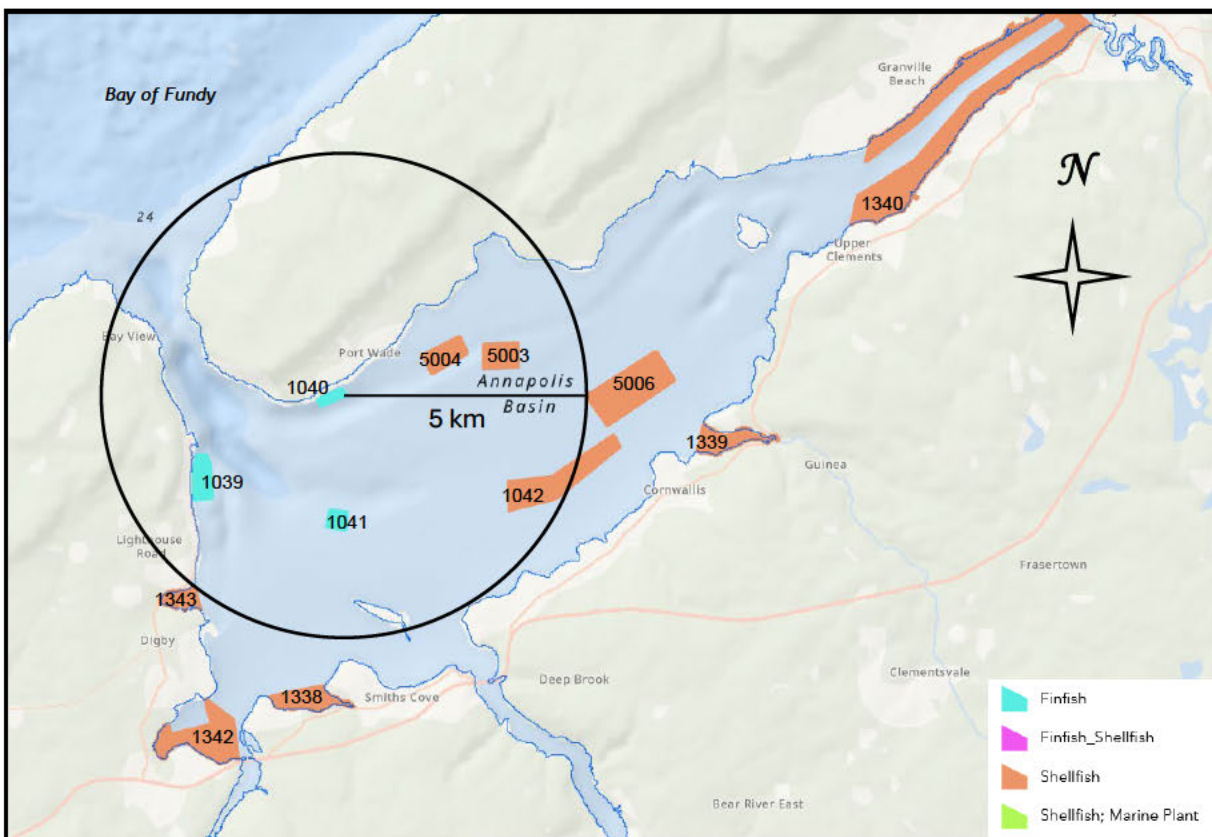 Bay of Fundy
Granville
Beach
N
24
1340
Upper
Clements
Bay View
Port Wade
5004
5003
Annapolis
Basin
1040
5 km
5006
1339
Guinea
1039
1042
Cornwallis
1041
Lighthouse
Road
Frasertown
1343
Digby
Clementsvale
Deep Brook
1338
Smiths Cove
1342
Bear River East
Finfish
Finfish_Shellfish
Shellfish
Shellfish; Marine Plant